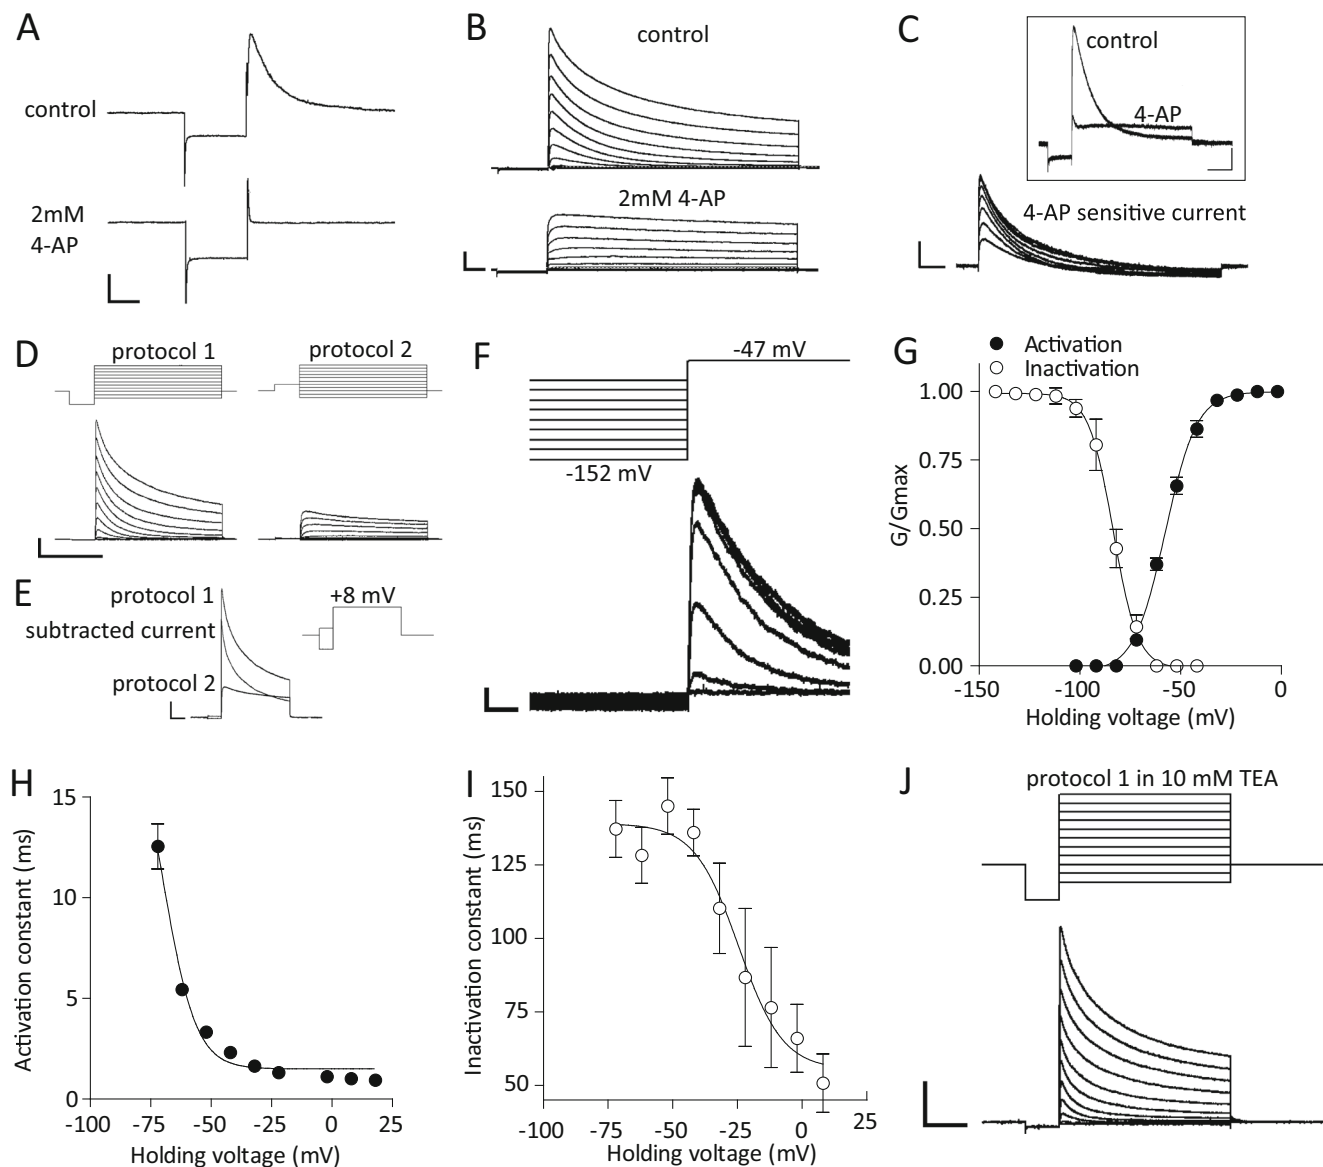 A
control
2mM
4-AP
B
control
2mM 4-AP
C
control
4-AP
4-AP sensitive current
D
protocol 1
protocol 2
E
protocol 1
subtracted current
protocol 2
+8 mV
F
-47 mV
-152 mV
G
Activation
Inactivation
1.00
0.75
0.50
0.25
0.00
G/Gmax
-150
-100
-50
0
Holding voltage (mV)
H
15
10
5
0
Activation constant (ms)
-100
-75
-50
-25
0
25
Holding voltage (mV)
I
150
125
100
75
50
Inactivation constant (ms)
-100
-75
-50
-25
0
25
Holding voltage (mV)
J
protocol 1 in 10 mM TEA